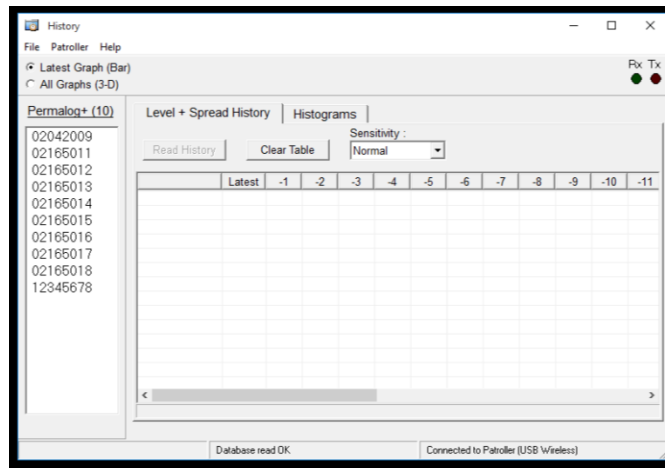 History
File Patroller Help
Latest Graph (Bar)
All Graphs (3-D)
Rx Tx
Permalog+ (10)
02042009
02165011
02165012
02165013
02165014
02165015
02165016
02165017
02165018
12345678
Level + Spread History Histograms
Sensitivity :
Read History Clear Table Normal
Latest -1 -2 -3 -4 -5 -6 -7 -8 -9 -10 -11
Database read OK Connected to Patroller (USB Wireless)